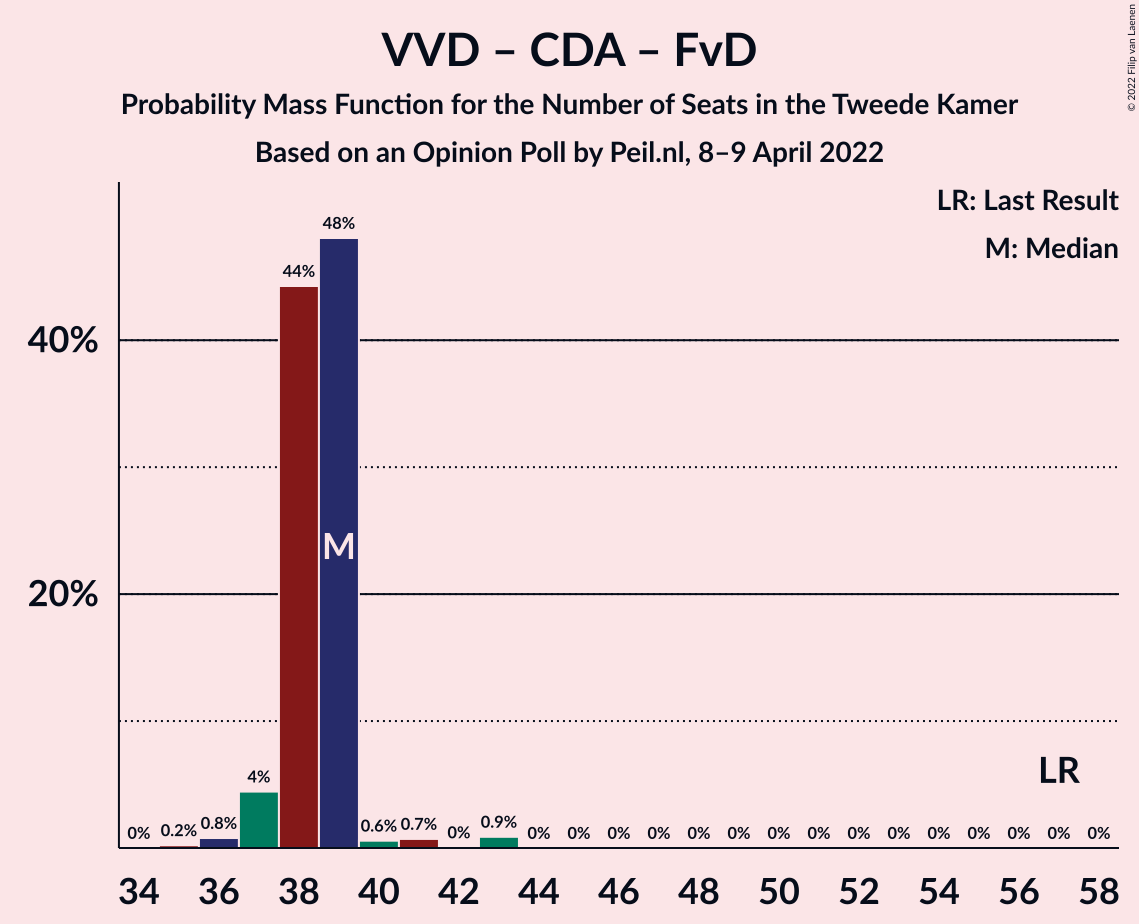 VVD – CDA – FvD
Probability Mass Function for the Number of Seats in the Tweede Kamer
Based on an Opinion Poll by Peil.nl, 8–9 April 2022
© 2022 Filip van Laenen
LR: Last Result
M: Median
48%
44%
40%
M
20%
LR
4%
0% 0.2% 0.8% 0.6% 0.7% 0% 0.9% 0% 0% 0% 0% 0% 0% 0% 0% 0% 0% 0% 0% 0% 0% 0%
34 36 38 40 42 44 46 48 50 52 54 56 58